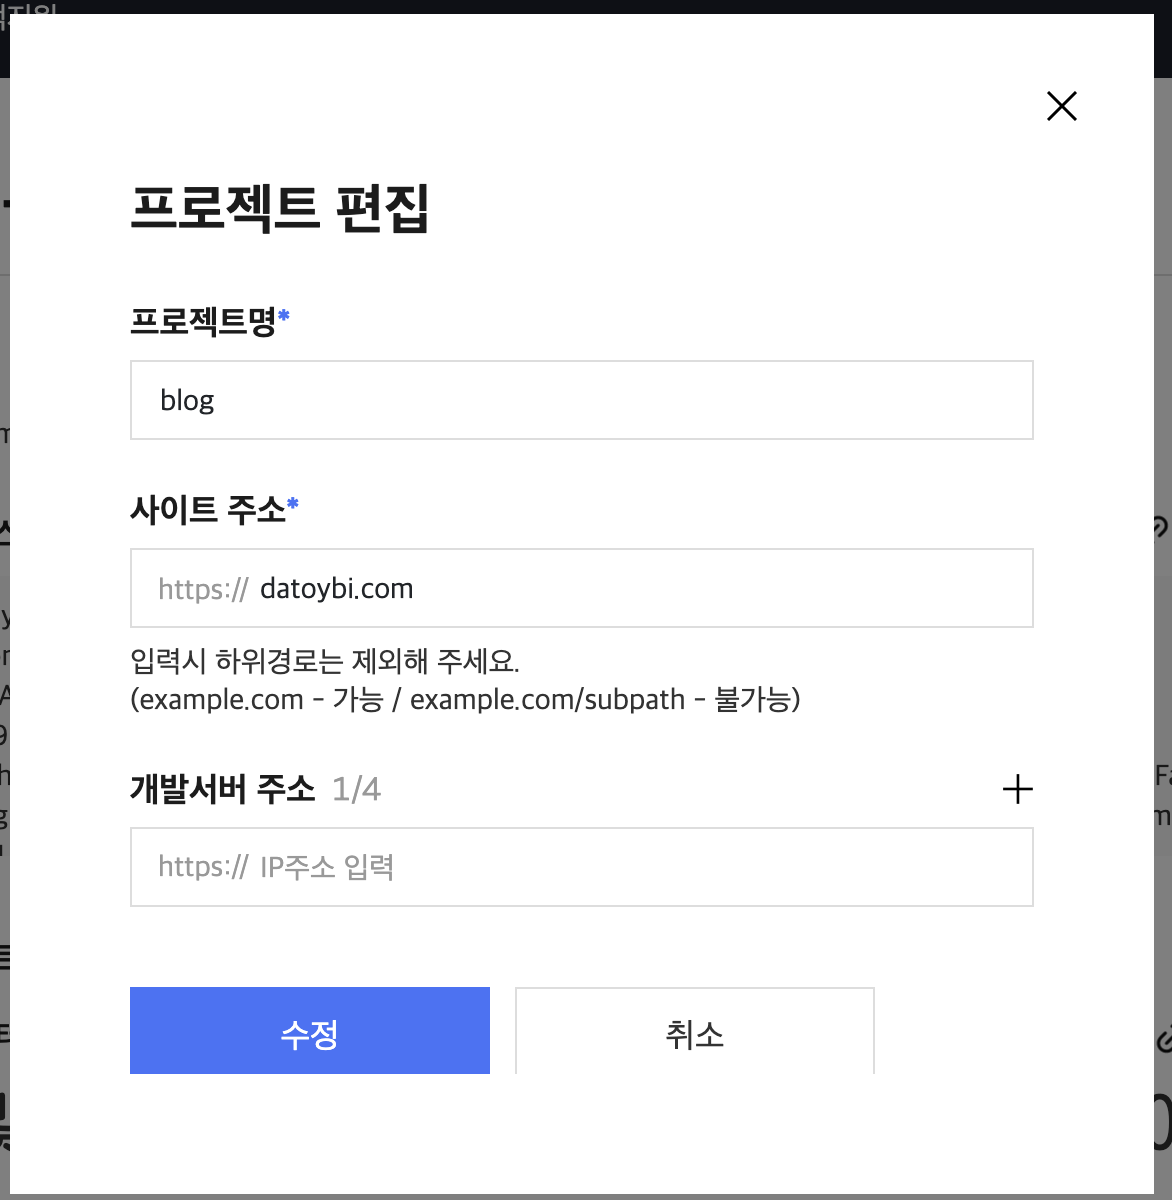 프로젝트 편집
프로젝트명*
blog
사이트 주소*
https:// datoybi.com
입력시 하위경로는 제외해 주세요.
(example.com - 가능 / example.com/subpath - 불가능)
개발서버 주소 1/4
https:// IP주소 입력
수정
취소